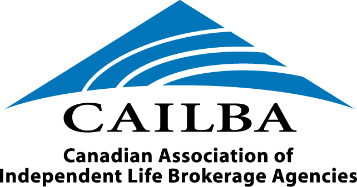 CAILBA
Canadian Association of
Independent Life Brokerage Agencies